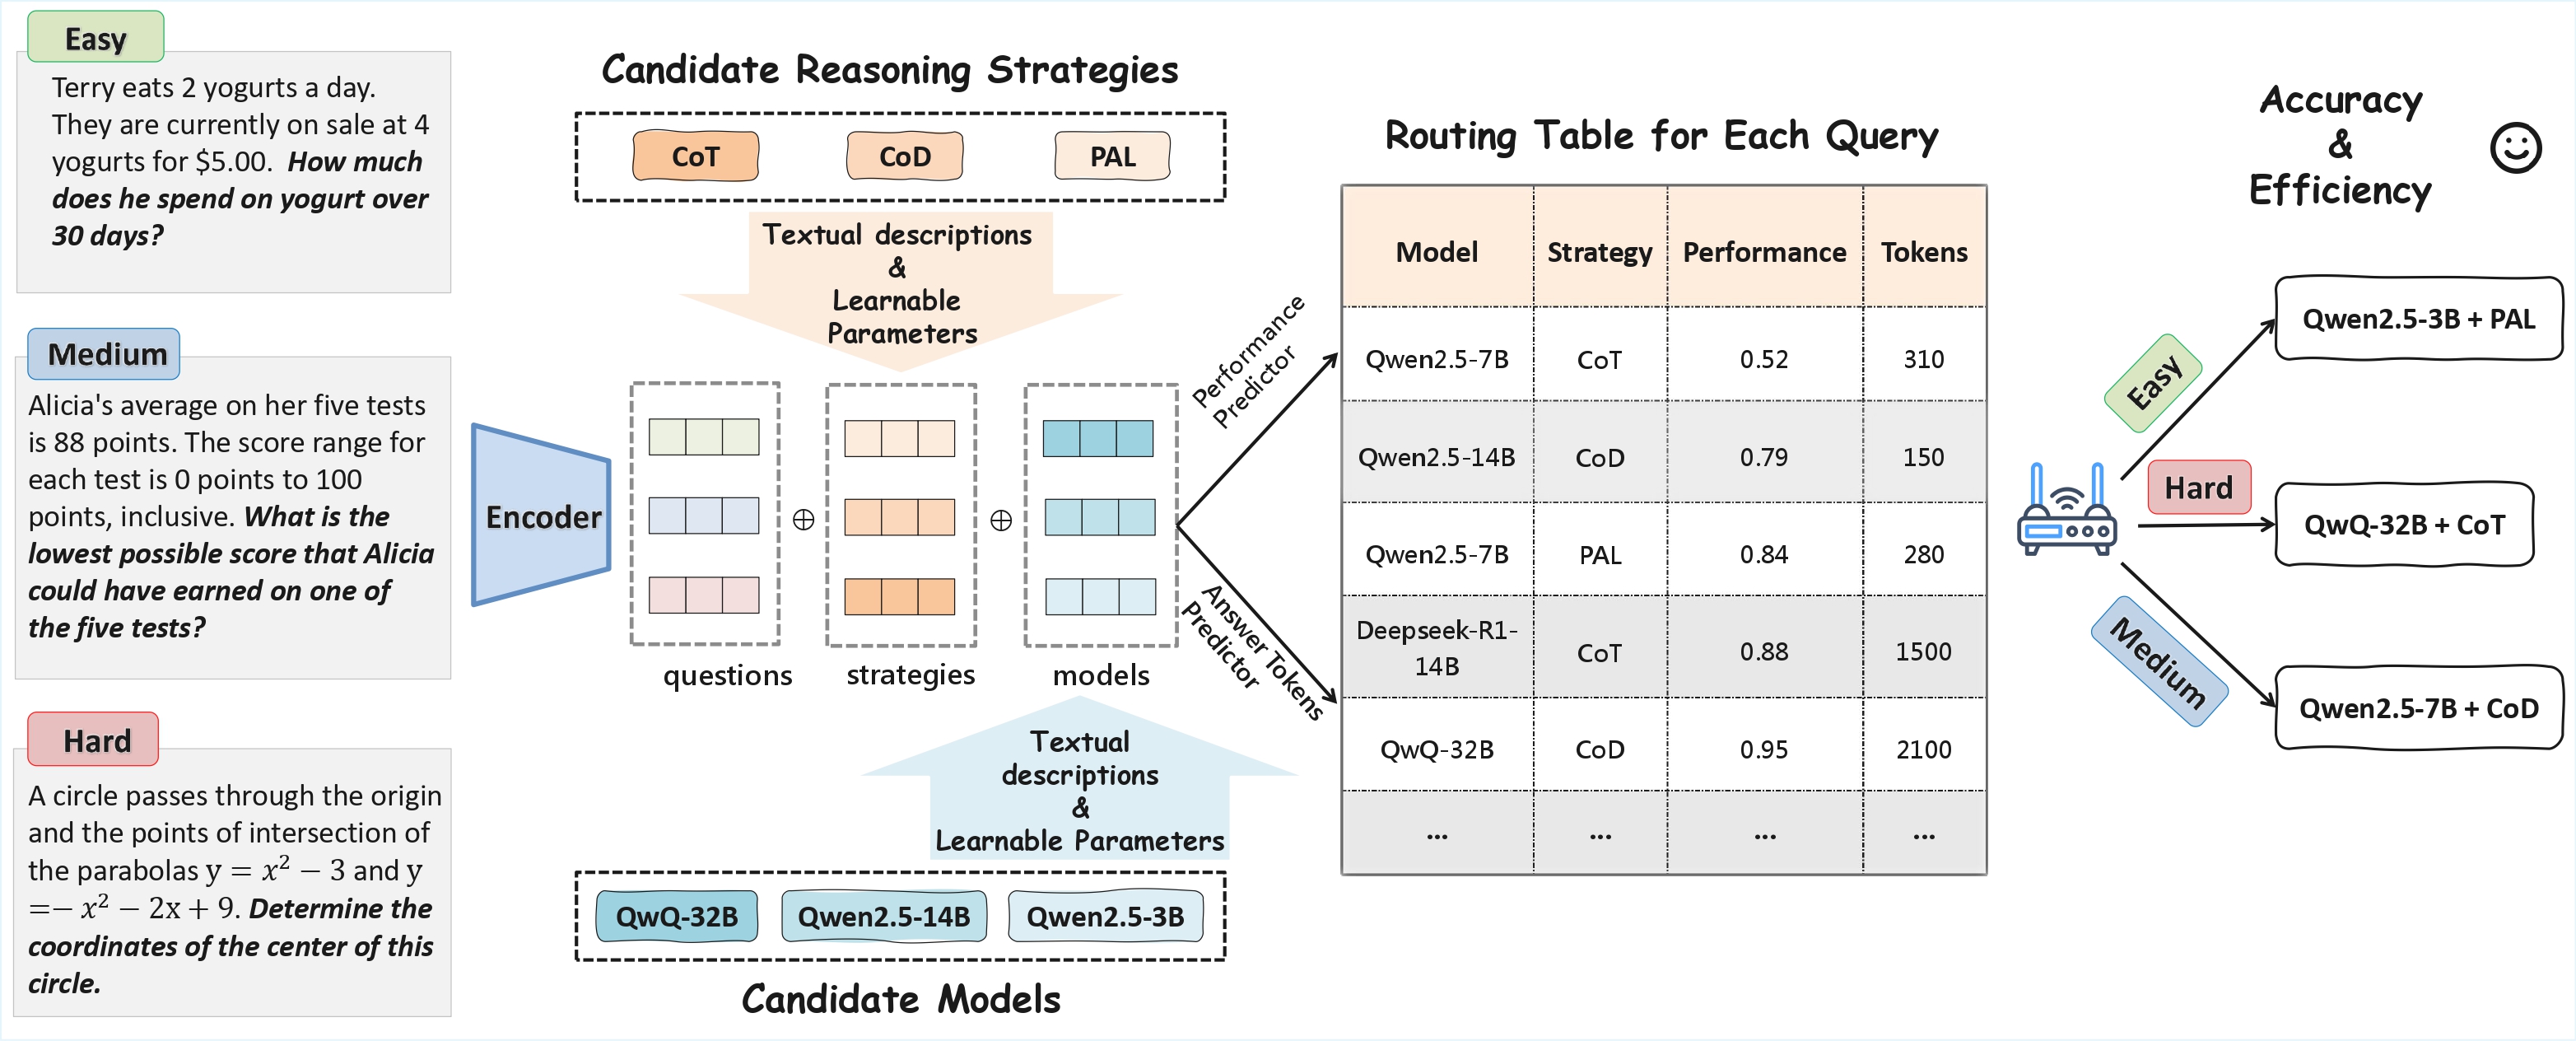 Easy
Terry eats 2 yogurts a day.
They are currently on sale at 4
yogurts for $5.00. How much
does he spend on yogurt over
30 days?
Medium
Alicia's average on her five tests
is 88 points. The score range for
each test is 0 points to 100
points, inclusive. What is the
lowest possible score that Alicia
could have earned on one of
the five tests?
Hard
A circle passes through the origin
and the points of intersection of
the parabolas y = x² − 3 and y
=− x² − 2x + 9. Determine the
coordinates of the center of this
circle.
Encoder
Candidate Reasoning Strategies
CoT CoD PAL
Textual descriptions
&
Learnable
Parameters
⊕ ⊕
questions strategies models
Textual
descriptions
&
Learnable Parameters
QwQ-32B Qwen2.5-14B Qwen2.5-3B
Candidate Models
Performance
Predictor
Answer Tokens
Predictor
Routing Table for Each Query
Model Strategy Performance Tokens
Qwen2.5-7B CoT 0.52 310
Qwen2.5-14B CoD 0.79 150
Qwen2.5-7B PAL 0.84 280
Deepseek-R1-
14B CoT 0.88 1500
QwQ-32B CoD 0.95 2100
... ... ... ...
Accuracy
&
Efficiency
Easy
Qwen2.5-3B + PAL
Hard
QwQ-32B + CoT
Medium
Qwen2.5-7B + CoD